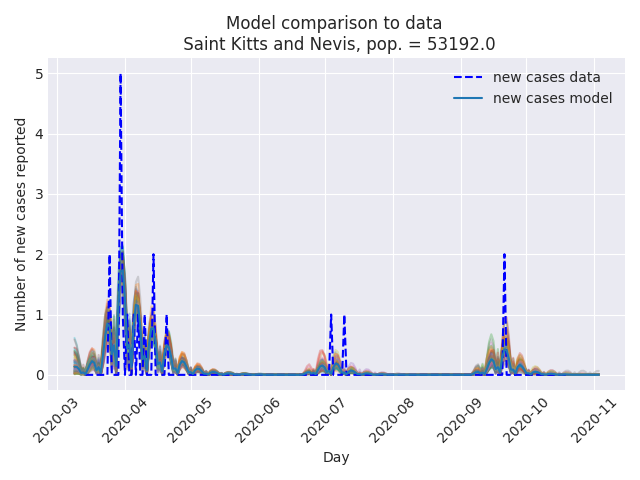 Model comparison to data
Saint Kitts and Nevis, pop. = 53192.0
new cases data
new cases model
Number of new cases reported
5
4
3
2
1
0
2020-03
2020-04
2020-05
2020-06
2020-07
2020-08
2020-09
2020-10
2020-11
Day